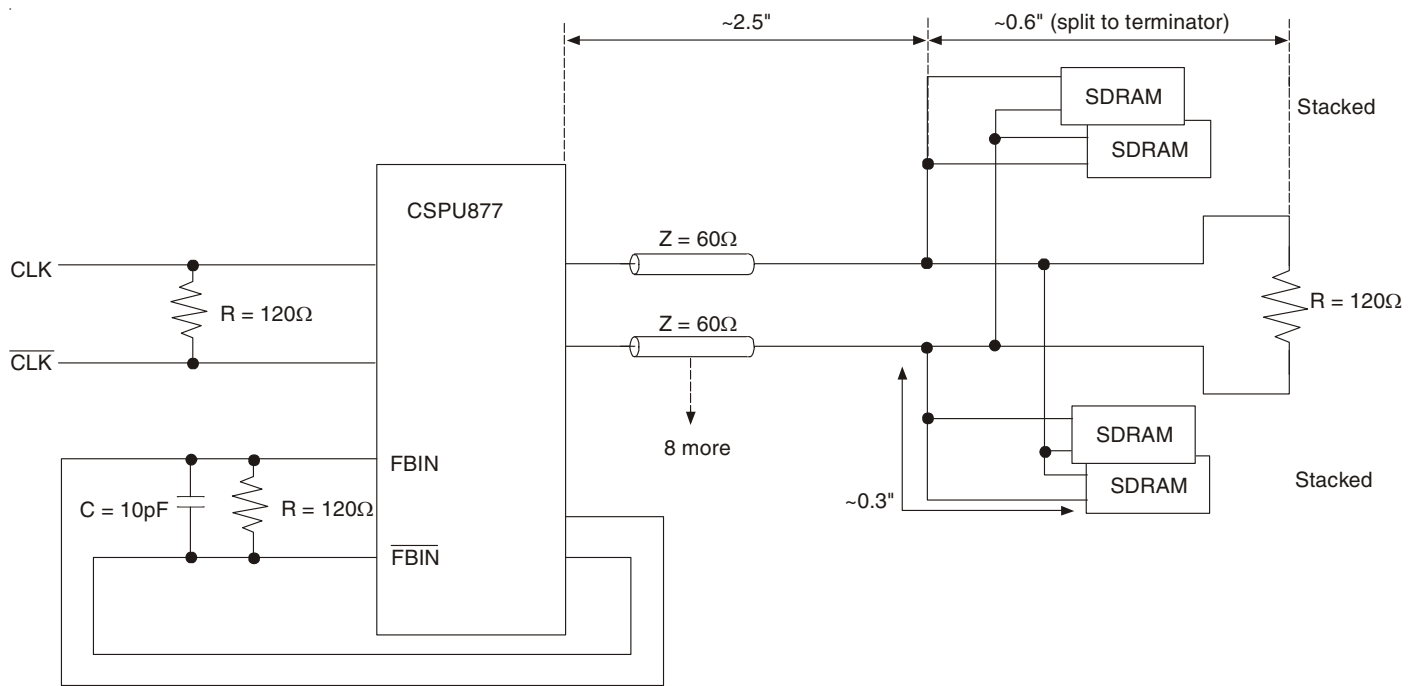 ~2.5"
~0.6" (split to terminator)
SDRAM
Stacked
SDRAM
CSPU877
Z = 60Ω
CLK
R = 120Ω
R = 120Ω
Z = 60Ω
CLK
8 more
SDRAM
FBIN
SDRAM
Stacked
~0.3"
C = 10pF
R = 120Ω
FBIN